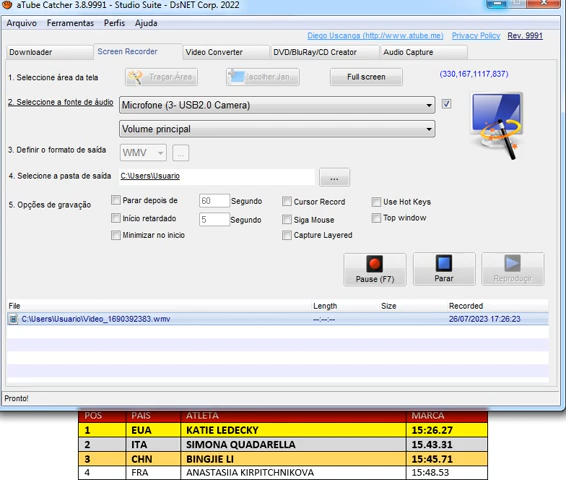 aTube Catcher 3.8.9991 - Studio Suite - DsNET Corp. 2022
Arquivo Ferramentas Perfis Ajuda
Diego Uscanga (http://www.atube.me) Privacy Policy Rev. 9991
Downloader Screen Recorder Video Converter DVD/BluRay/CD Creator Audio Capture
1. Seleccione área da tela Traçar Área Escolher Jan. Full screen (330,167,1117,837)
2. Seleccione a fonte de áudio Microfone (3- USB2.0 Camera)
Volume principal
3. Definir o formato de saída WMV ...
4. Selecione a pasta de saída C:\Users\Usuario ...
5. Opções de gravação Parar depois de 60 Segundo Cursor Record Use Hot Keys
Início retardado 5 Segundo Siga Mouse Top window
Minimizar no inicio Capture Layered
Pause (F7) Parar Reproduçir
File Length Size Recorded
C:\Users\Usuario\Video_1690392383.wmv --:--:-- 26/07/2023 17:26:23
Pronto!
POS PAÍS ATLETA MARCA
1 EUA KATIE LEDECKY 15:26.27
2 ITA SIMONA QUADARELLA 15.43.31
3 CHN BINGJIE LI 15:45.71
4 FRA ANASTASIIA KIRPITCHNIKOVA 15:48.53